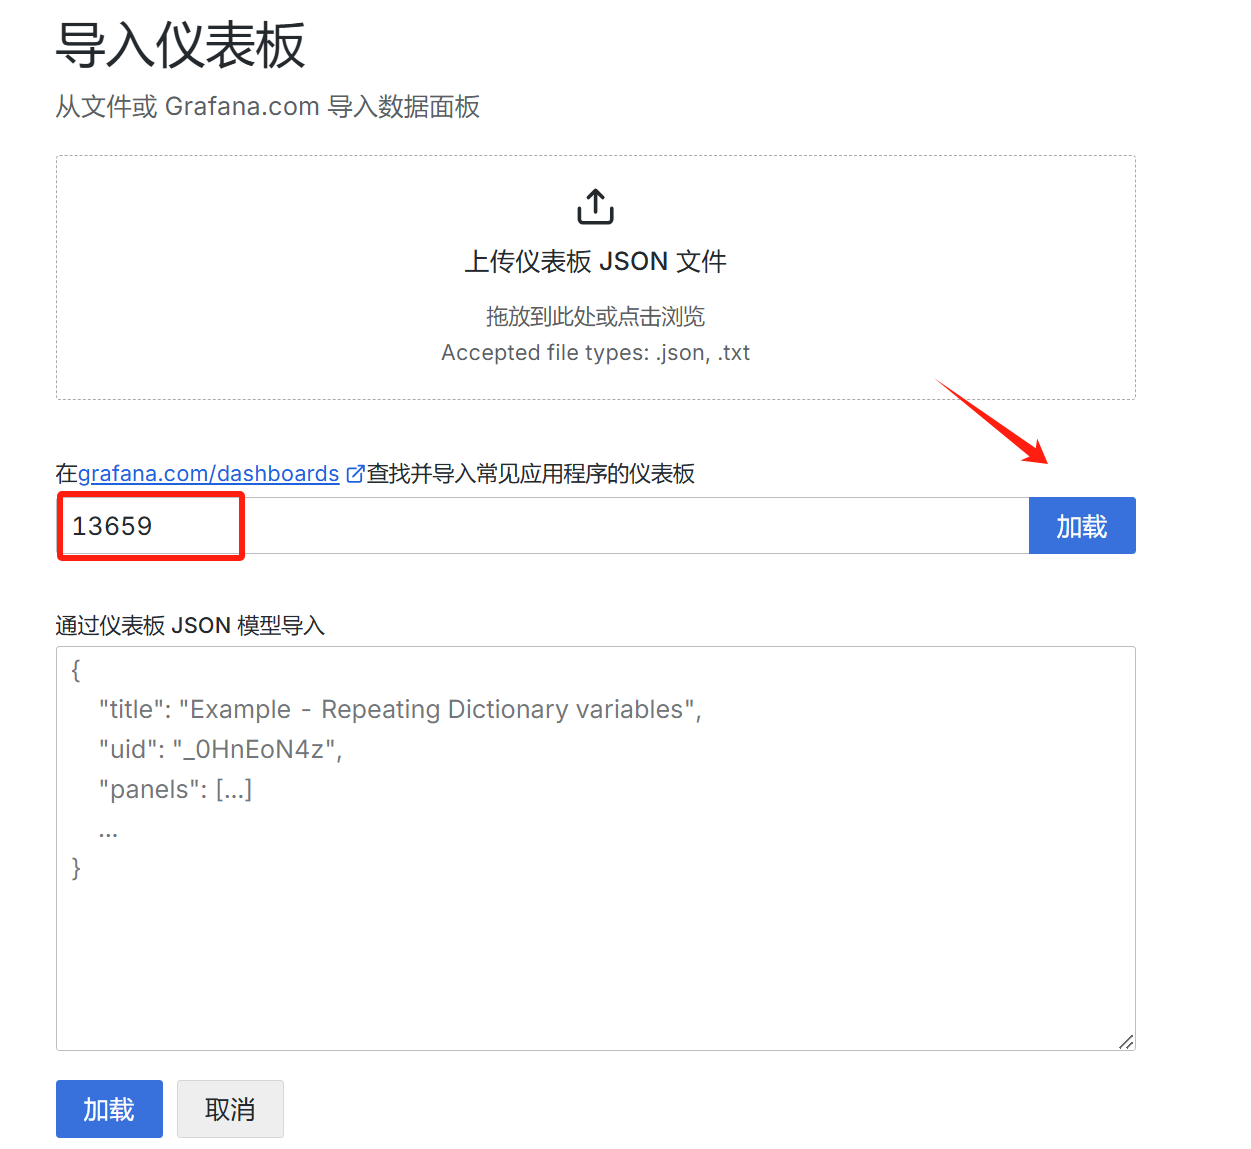 导入仪表板
从文件或 Grafana.com 导入数据面板
上传仪表板 JSON 文件
拖放到此处或点击浏览
Accepted file types: .json, .txt
在grafana.com/dashboards 查找并导入常见应用程序的仪表板
13659
加载
通过仪表板 JSON 模型导入
{
"title": "Example - Repeating Dictionary variables",
"uid": "_0HnEoN4z",
"panels": [...]
...
}
加载
取消